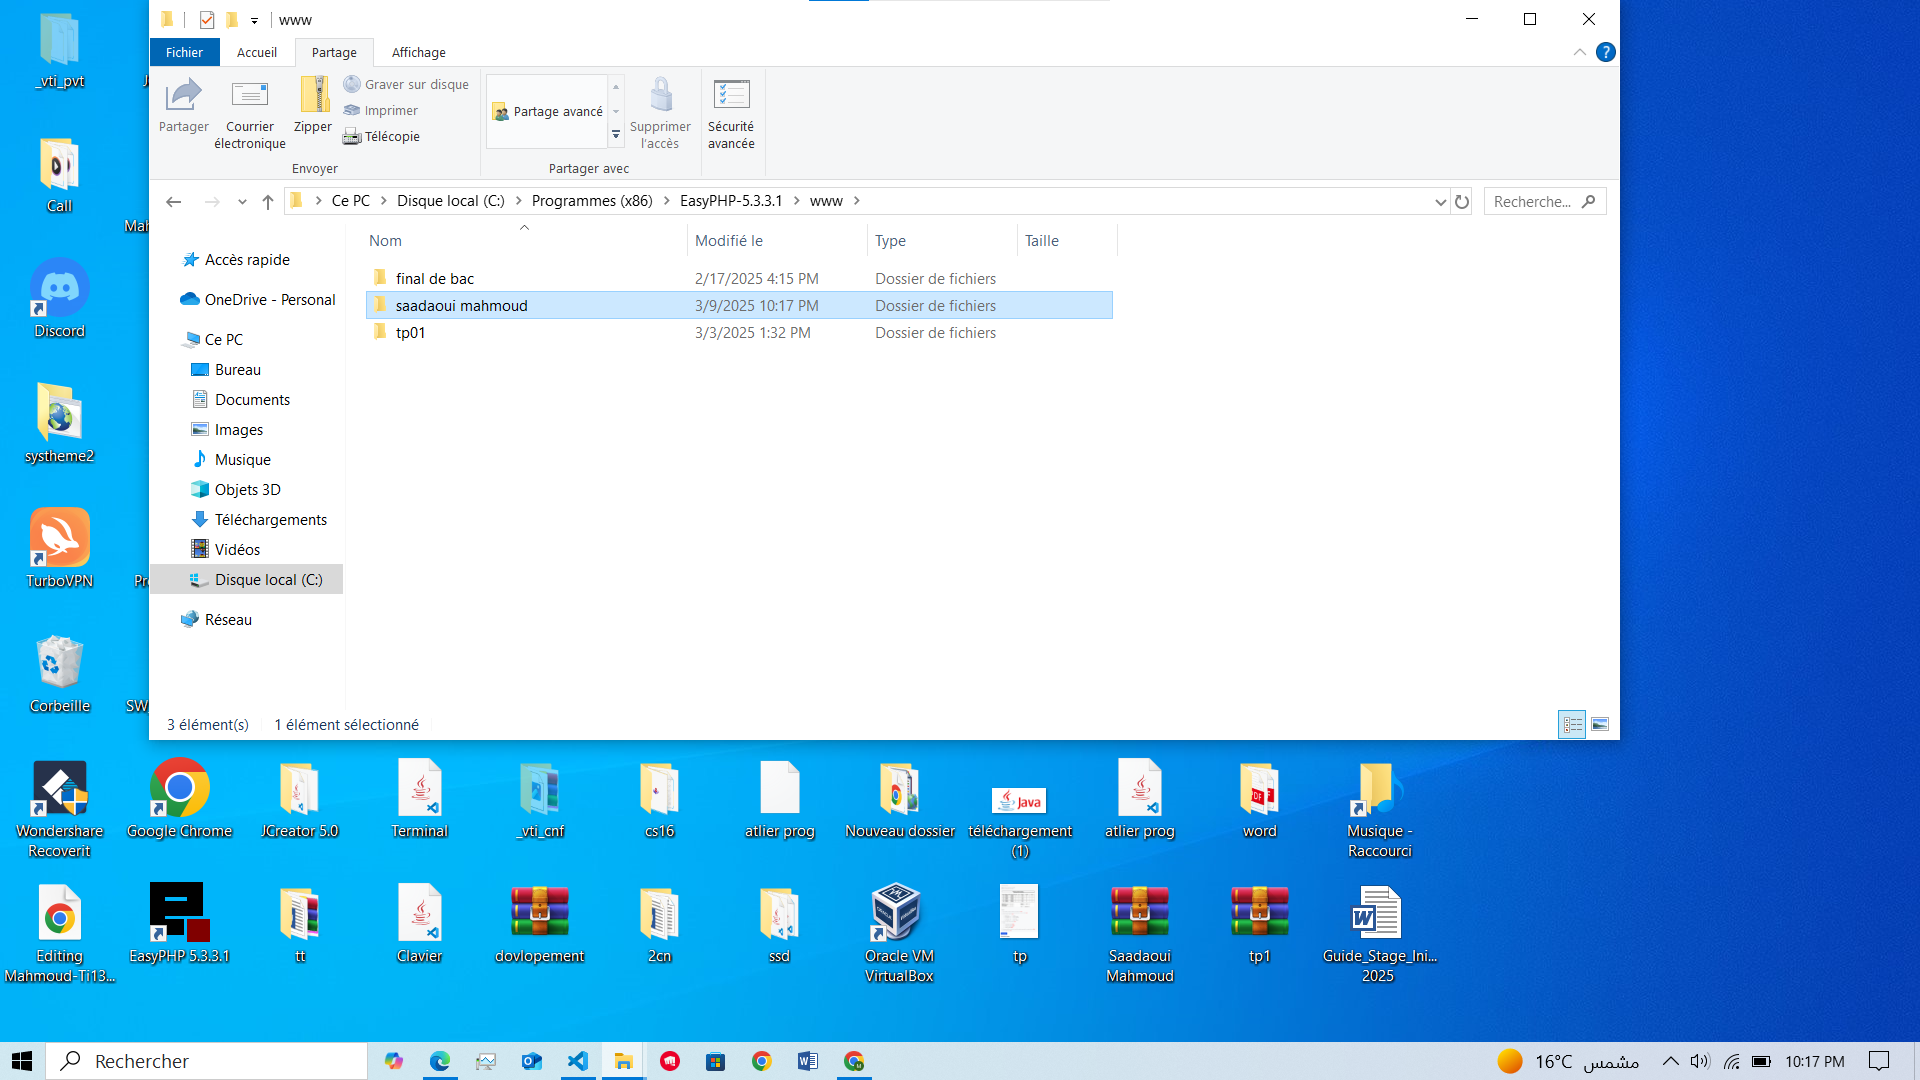 www
Fichier
Accueil
Partage
Affichage
Partager
Courrier
électronique
Zipper
Graver sur disque
Imprimer
Télécopie
Envoyer
Partage avancé
Supprimer
l'accès
Partager avec
Sécurité
avancée
Ce PC
Disque local (C:)
Programmes (x86)
EasyPHP-5.3.3.1
www
Recherche...
Accès rapide
OneDrive - Personal
Ce PC
Bureau
Documents
Images
Musique
Objets 3D
Téléchargements
Vidéos
Disque local (C:)
Réseau
Nom
Modifié le
Type
Taille
final de bac 2/17/2025 4:15 PM Dossier de fichiers
saadaoui mahmoud 3/9/2025 10:17 PM Dossier de fichiers
tp01 3/3/2025 1:32 PM Dossier de fichiers
3 élément(s)
1 élément sélectionné
_vti_pvt
Call
Discord
systheme2
TurboVPN
Corbeille
Wondershare
Recoverit
Google Chrome
JCreator 5.0
Terminal
_vti_cnf
cs16
atlier prog
Nouveau dossier
Java
téléchargement
(1)
atlier prog
PDF
word
Musique -
Raccourci
Editing
Mahmoud-Ti13...
EasyPHP 5.3.3.1
tt
Clavier
dovlopement
2cn
ssd
Oracle VM
VirtualBox
tp
Saadaoui
Mahmoud
tp1
Guide_Stage_Ini...
2025
Rechercher
16°C مشمس
10:17 PM